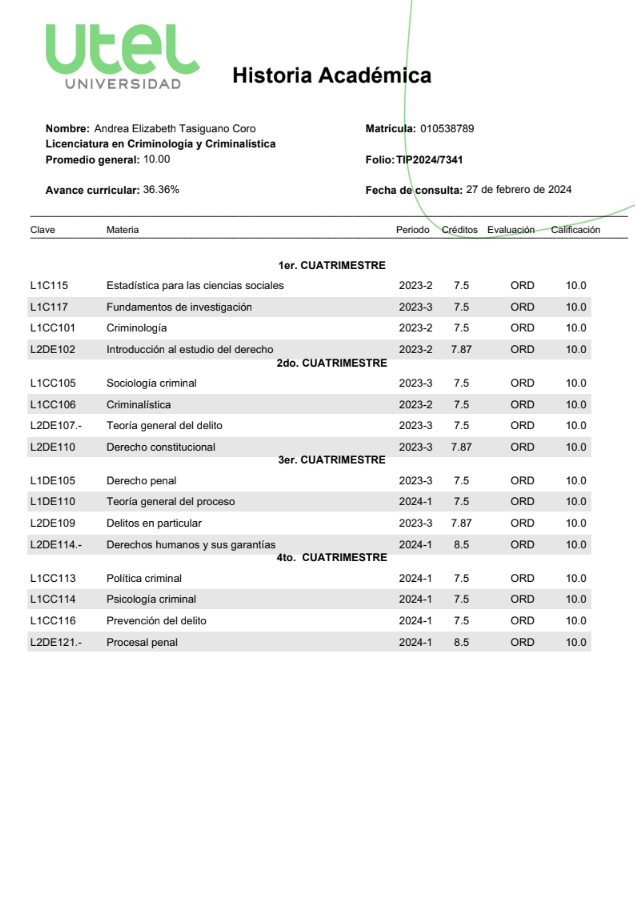 utel
UNIVERSIDAD
Historia Académica
Nombre: Andrea Elizabeth Tasiguano Coro Matrícula: 010538789
Licenciatura en Criminología y Criminalística
Promedio general: 10.00 Folio:TIP2024/7341
Avance curricular: 36.36% Fecha de consulta: 27 de febrero de 2024
Clave Materia Periodo Créditos Evaluación Calificación
1er. CUATRIMESTRE
L1C115 Estadística para las ciencias sociales 2023-2 7.5 ORD 10.0
L1C117 Fundamentos de investigación 2023-3 7.5 ORD 10.0
L1CC101 Criminología 2023-2 7.5 ORD 10.0
L2DE102 Introducción al estudio del derecho 2023-2 7.87 ORD 10.0
2do. CUATRIMESTRE
L1CC105 Sociología criminal 2023-3 7.5 ORD 10.0
L1CC106 Criminalística 2023-2 7.5 ORD 10.0
L2DE107.- Teoría general del delito 2023-3 7.5 ORD 10.0
L2DE110 Derecho constitucional 2023-3 7.87 ORD 10.0
3er. CUATRIMESTRE
L1DE105 Derecho penal 2023-3 7.5 ORD 10.0
L1DE110 Teoría general del proceso 2024-1 7.5 ORD 10.0
L2DE109 Delitos en particular 2023-3 7.87 ORD 10.0
L2DE114.- Derechos humanos y sus garantías 2024-1 8.5 ORD 10.0
4to. CUATRIMESTRE
L1CC113 Política criminal 2024-1 7.5 ORD 10.0
L1CC114 Psicología criminal 2024-1 7.5 ORD 10.0
L1CC116 Prevención del delito 2024-1 7.5 ORD 10.0
L2DE121.- Procesal penal 2024-1 8.5 ORD 10.0